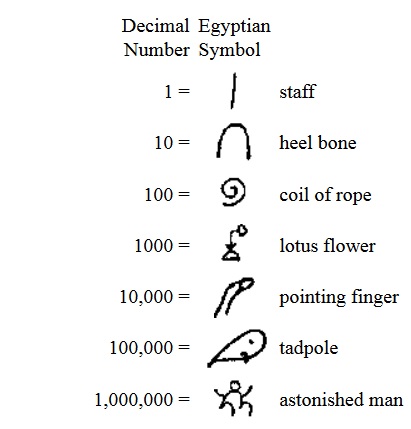 Decimal Egyptian
Number Symbol
1 = staff
10 = heel bone
100 = coil of rope
1000 = lotus flower
10,000 = pointing finger
100,000 = tadpole
1,000,000 = astonished man